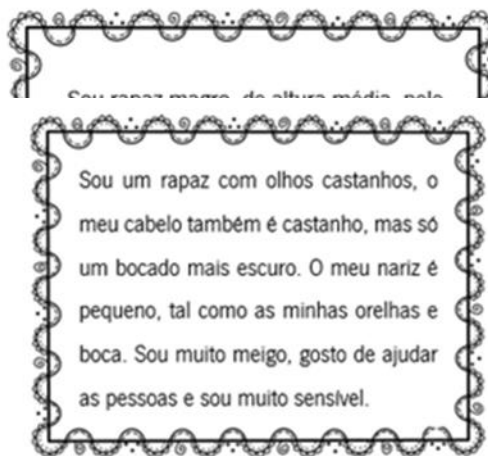 Sou rapaz magro, de altura média, pele
Sou um rapaz com olhos castanhos, o
meu cabelo também é castanho, mas só
um bocado mais escuro. O meu nariz é
pequeno, tal como as minhas orelhas e
boca. Sou muito meigo, gosto de ajudar
as pessoas e sou muito sensível.